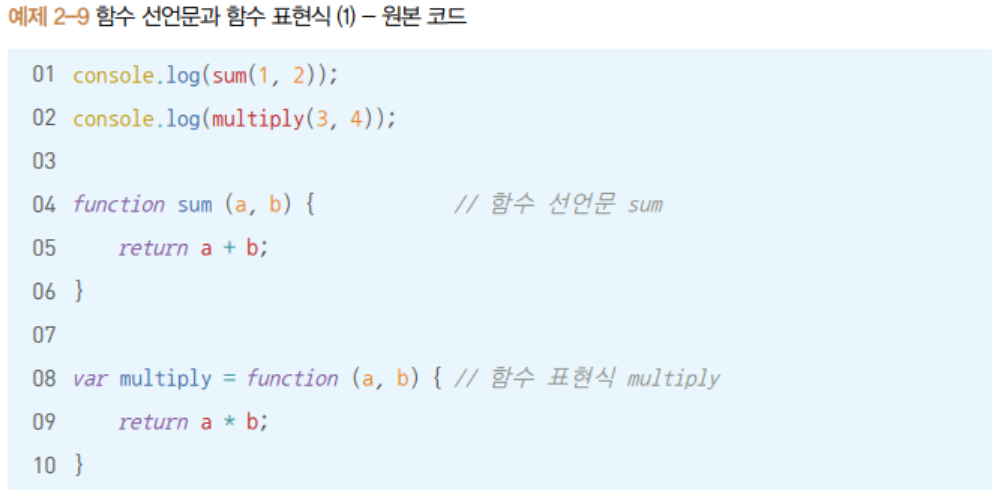 예제 2-9 함수 선언문과 함수 표현식 (1) – 원본 코드
01 console.log(sum(1, 2));
02 console.log(multiply(3, 4));
03
04 function sum (a, b) { // 함수 선언문 sum
05 return a + b;
06 }
07
08 var multiply = function (a, b) { // 함수 표현식 multiply
09 return a * b;
10 }